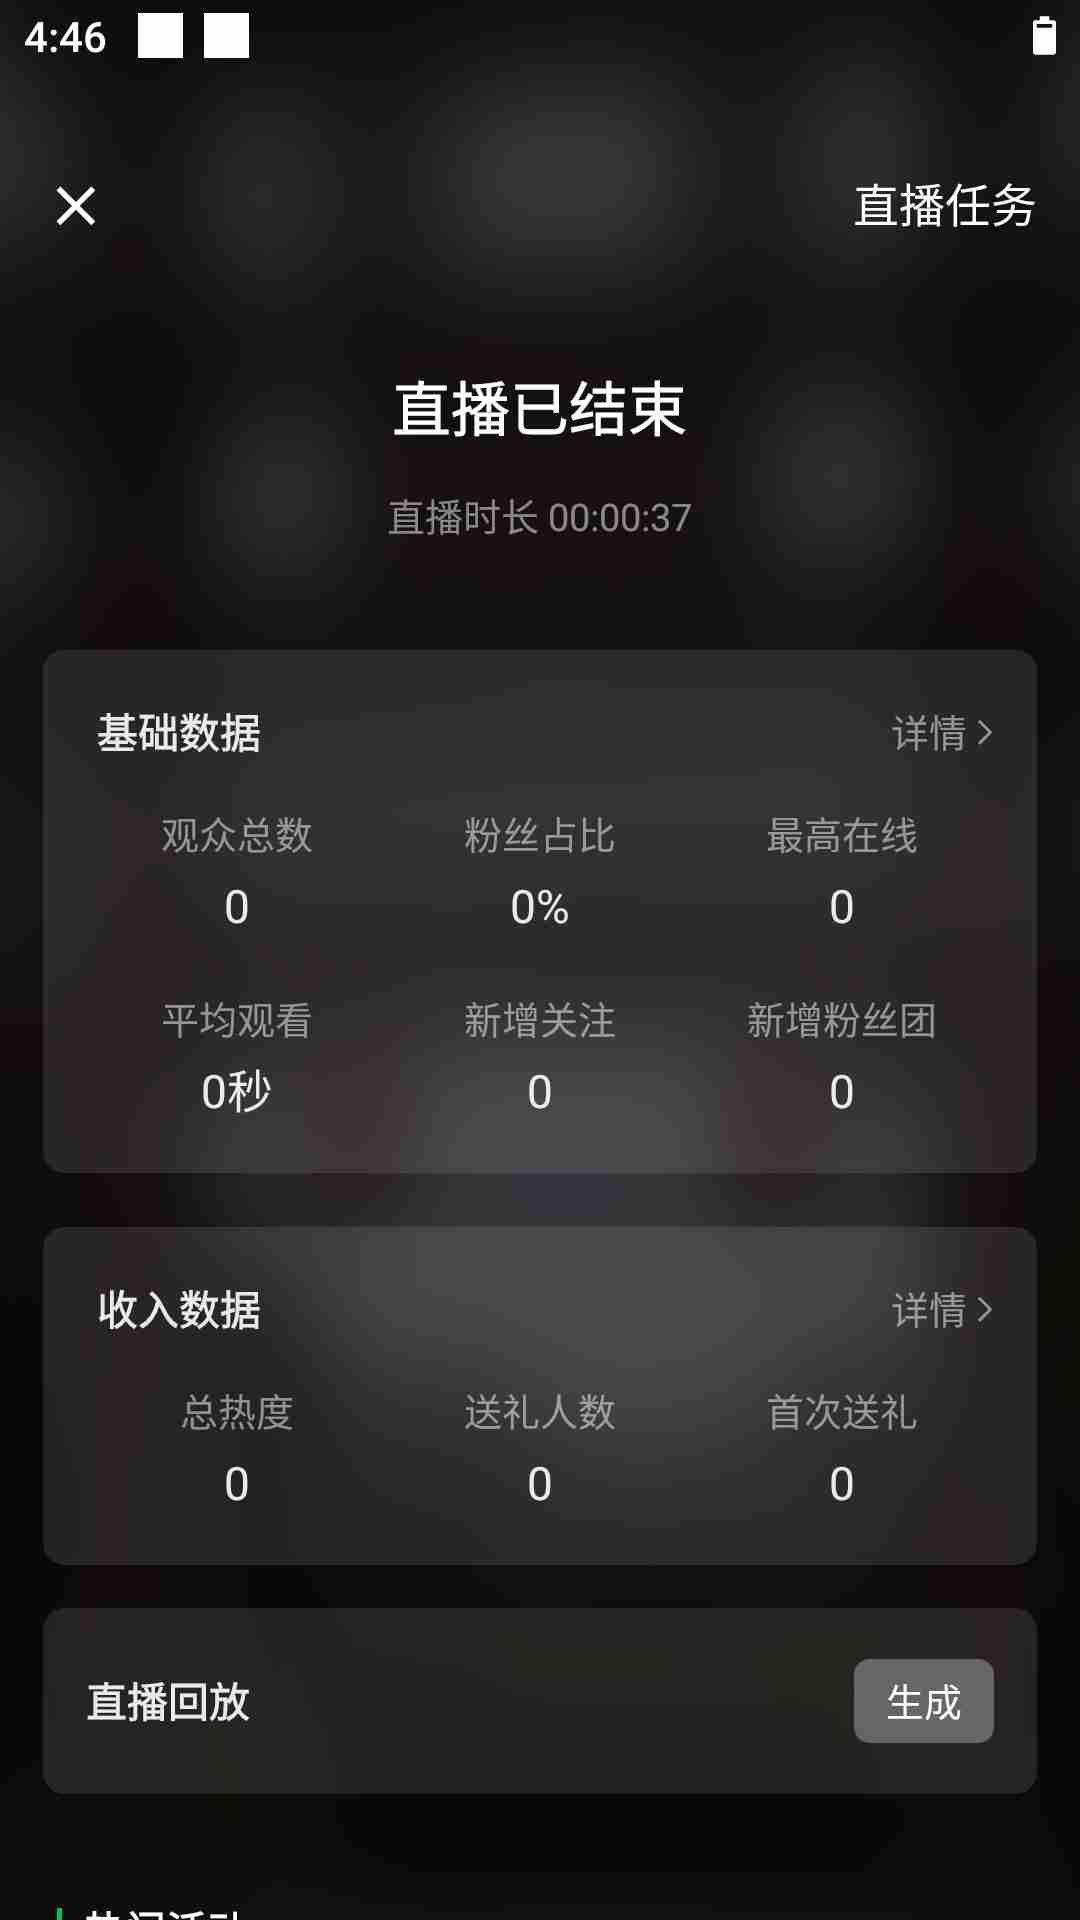 4:46
直播任务
直播已结束
直播时长 00:00:37
基础数据
详情
观众总数
粉丝占比
最高在线
0
0%
0
平均观看
新增关注
新增粉丝团
0秒
0
0
收入数据
详情
总热度
送礼人数
首次送礼
0
0
0
直播回放
生成